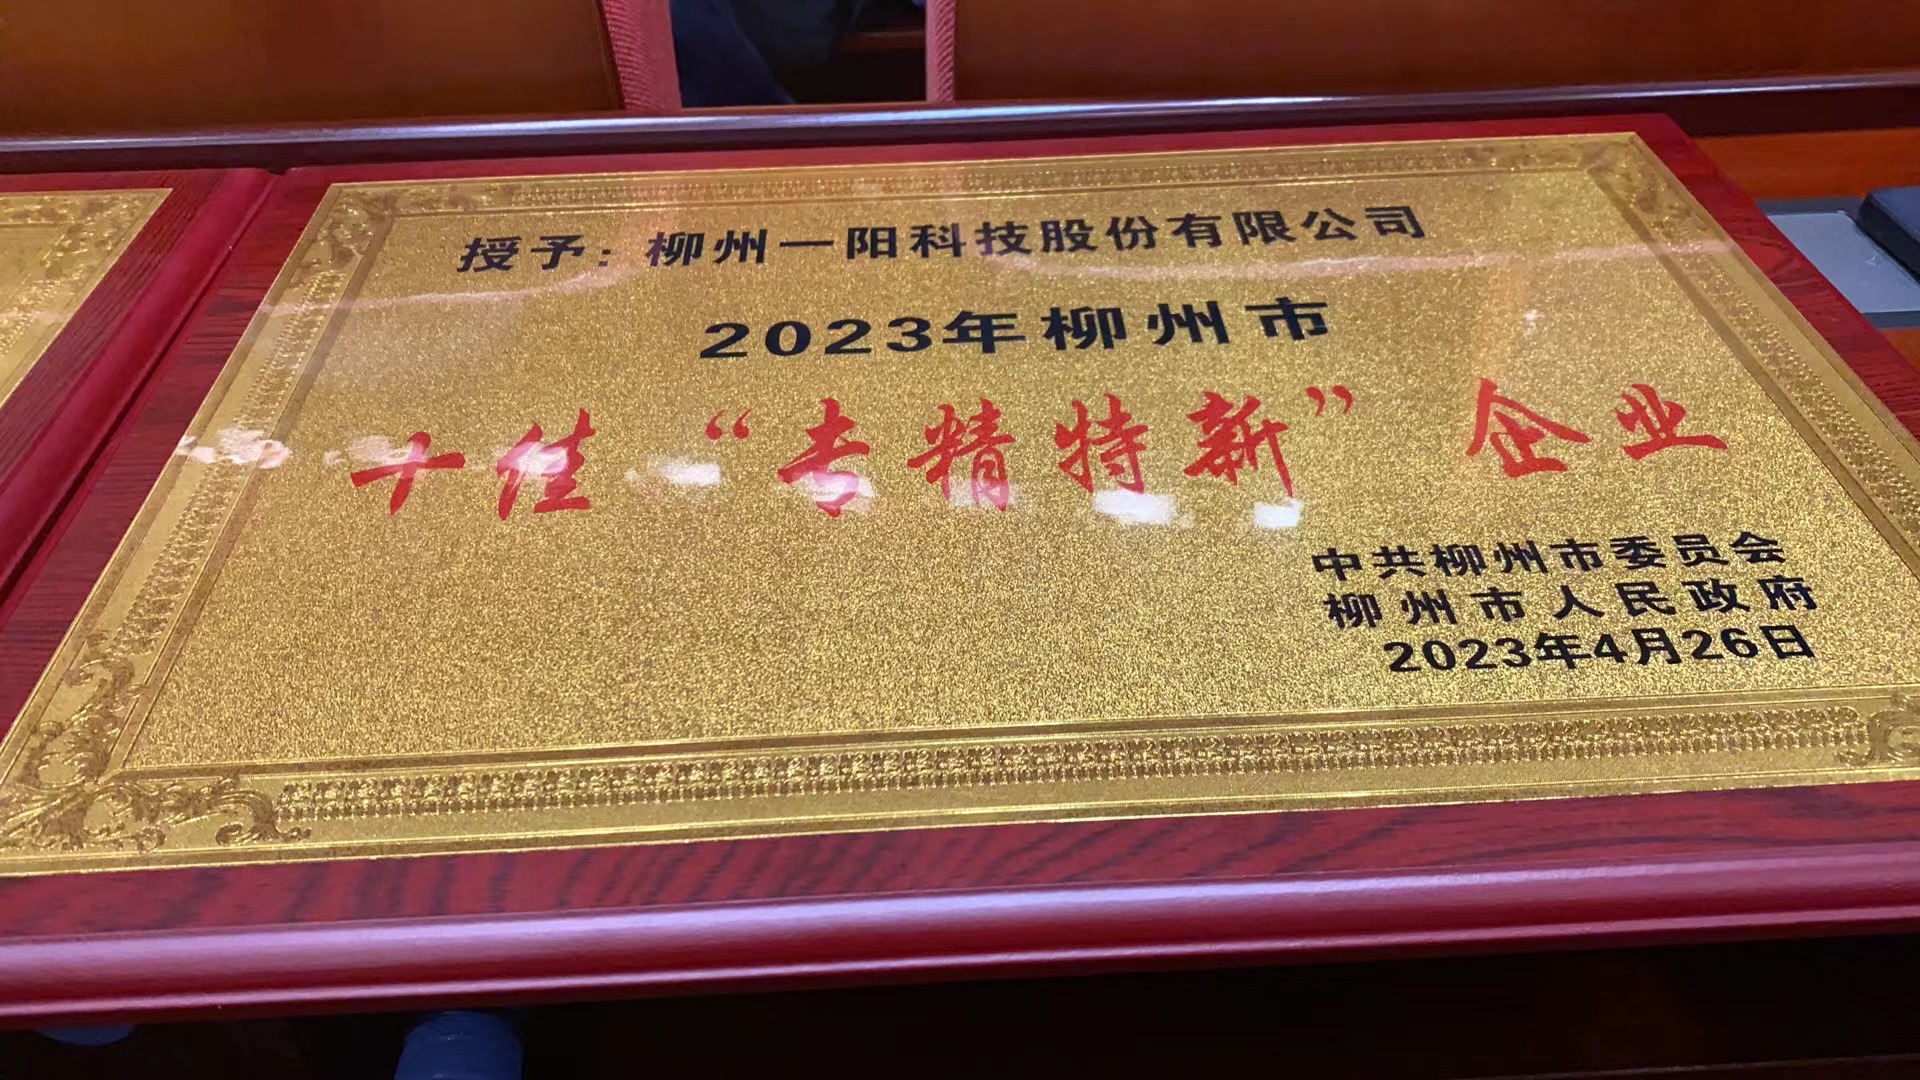 授予：柳州一阳科技股份有限公司
2023年柳州市
十佳“专精特新”企业
中共柳州市委员会
柳州市人民政府
2023年4月26日